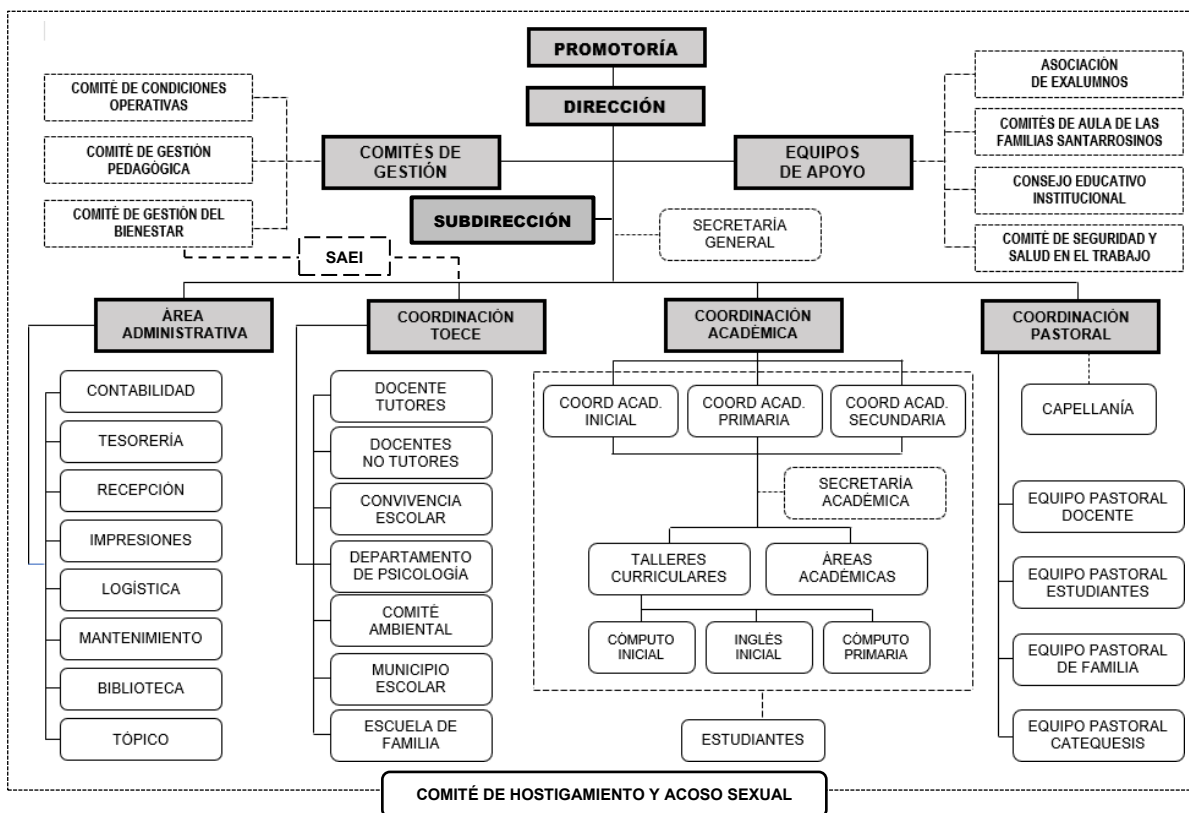 PROMOTORÍA
DIRECCIÓN
COMITÉ DE CONDICIONES
OPERATIVAS
COMITÉ DE GESTIÓN
PEDAGÓGICA
COMITÉ DE GESTIÓN DEL
BIENESTAR
COMITÉS DE
GESTIÓN
EQUIPOS
DE APOYO
ASOCIACIÓN
DE EXALUMNOS
COMITÉS DE AULA DE LAS
FAMILIAS SANTARROSINOS
CONSEJO EDUCATIVO
INSTITUCIONAL
COMITÉ DE SEGURIDAD Y
SALUD EN EL TRABAJO
SUBDIRECCIÓN
SECRETARÍA
GENERAL
SAEI
ÁREA
ADMINISTRATIVA
CONTABILIDAD
TESORERÍA
RECEPCIÓN
IMPRESIONES
LOGÍSTICA
MANTENIMIENTO
BIBLIOTECA
TÓPICO
COORDINACIÓN
TOECE
DOCENTE
TUTORES
DOCENTES
NO TUTORES
CONVIVENCIA
ESCOLAR
DEPARTAMENTO
DE PSICOLOGÍA
COMITÉ
AMBIENTAL
MUNICIPIO
ESCOLAR
ESCUELA DE
FAMILIA
COORDINACIÓN
ACADÉMICA
COORD ACAD.
INICIAL
COORD ACAD.
PRIMARIA
COORD ACAD.
SECUNDARIA
SECRETARÍA
ACADÉMICA
TALLERES
CURRICULARES
ÁREAS
ACADÉMICAS
CÓMPUTO
INICIAL
INGLÉS
INICIAL
CÓMPUTO
PRIMARIA
ESTUDIANTES
COORDINACIÓN
PASTORAL
CAPELLANÍA
EQUIPO PASTORAL
DOCENTE
EQUIPO PASTORAL
ESTUDIANTES
EQUIPO PASTORAL
DE FAMILIA
EQUIPO PASTORAL
CATEQUESIS
COMITÉ DE HOSTIGAMIENTO Y ACOSO SEXUAL